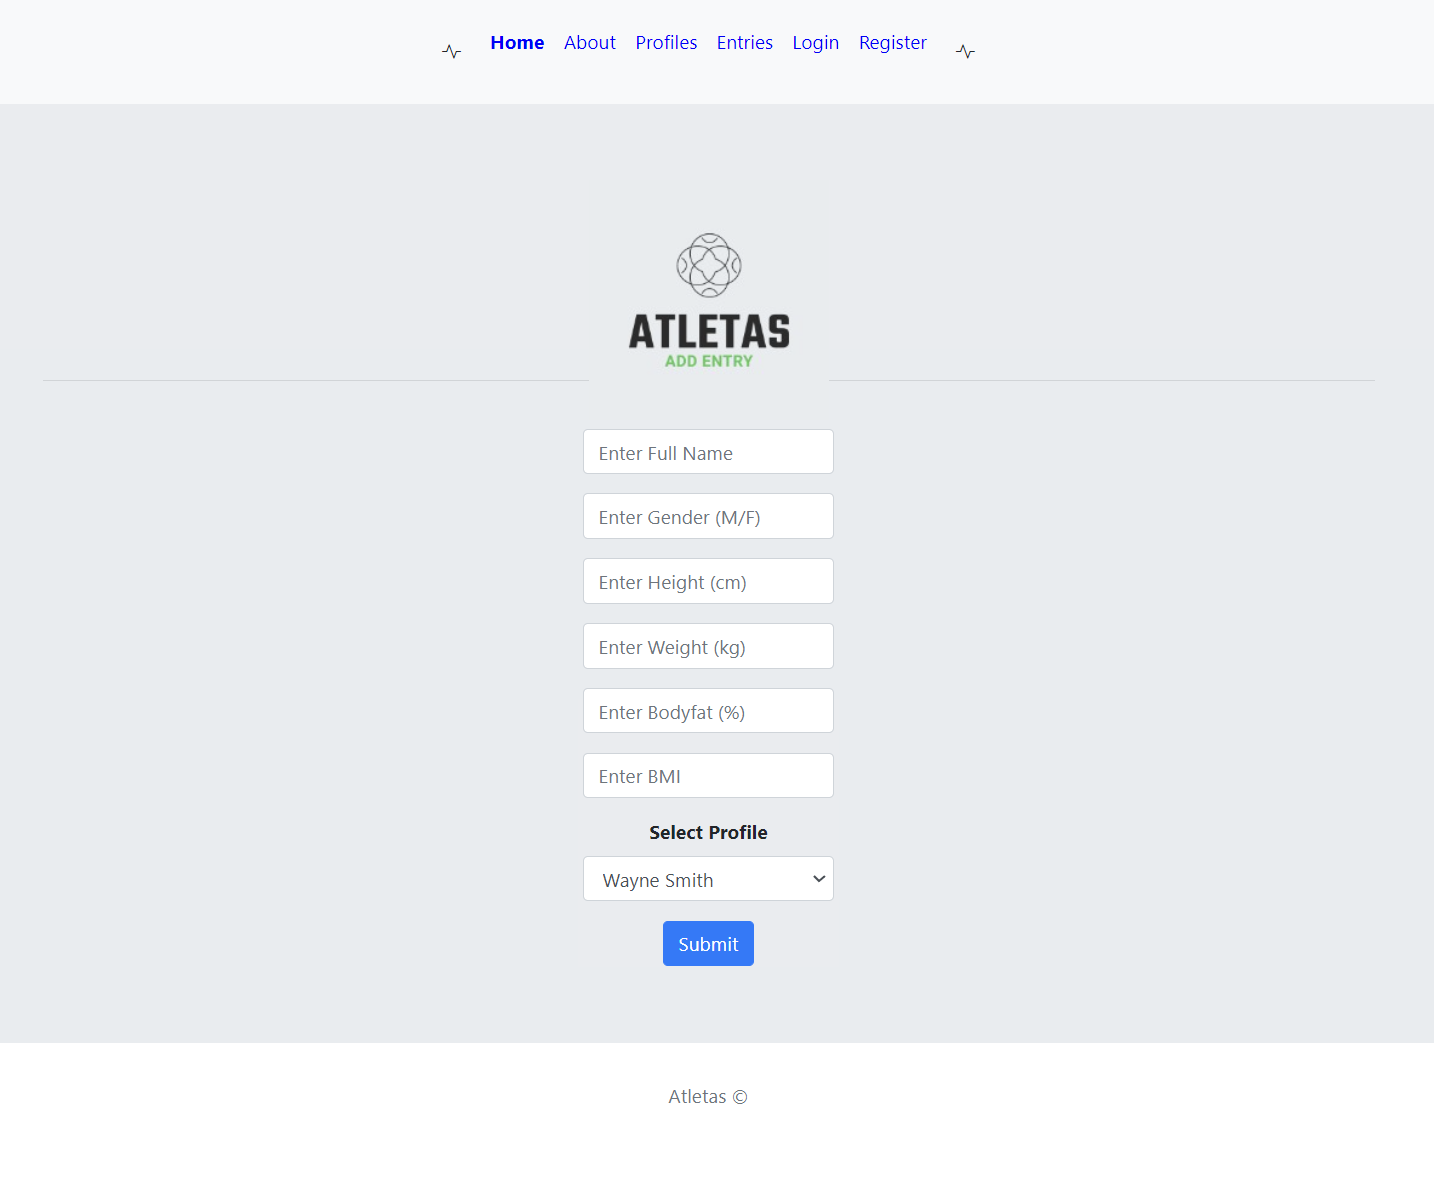 Home About Profiles Entries Login Register
ATLETAS
ADD ENTRY
Enter Full Name
Enter Gender (M/F)
Enter Height (cm)
Enter Weight (kg)
Enter Bodyfat (%)
Enter BMI
Select Profile
Wayne Smith
Submit
Atletas ©